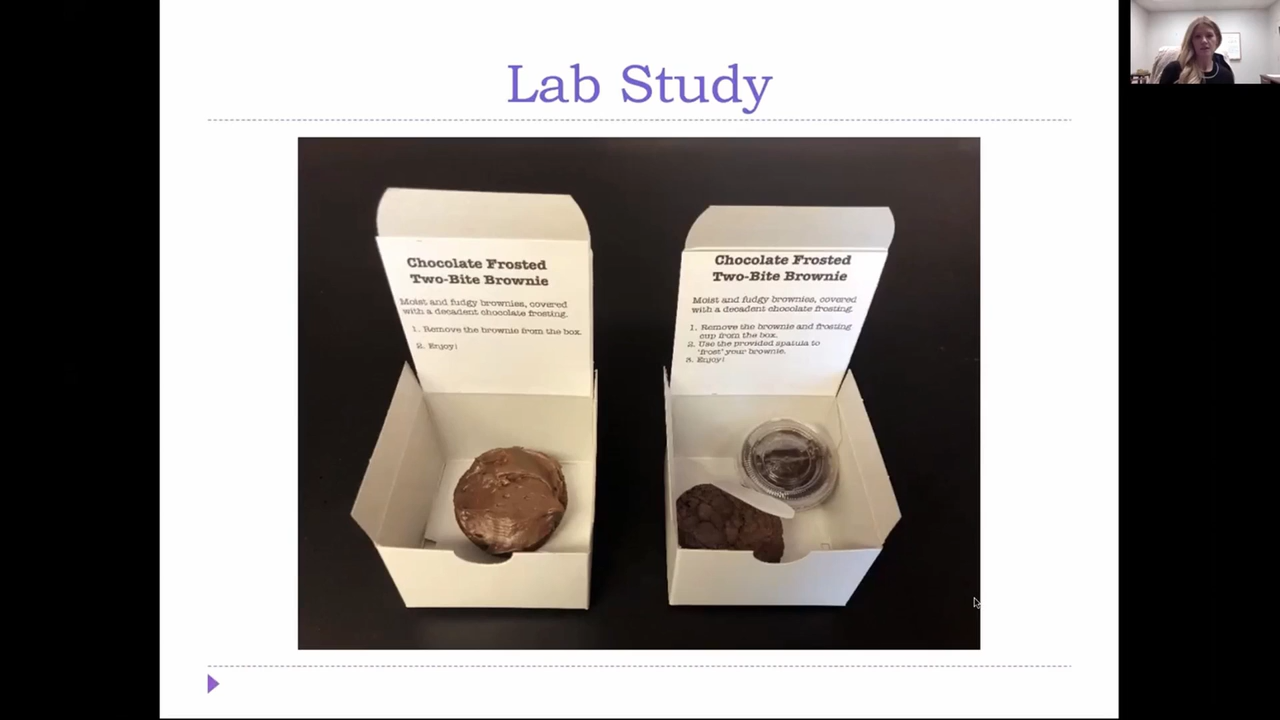 Lab Study
Chocolate Frosted
Two-Bite Brownie
Moist and fudgy brownies, covered
with a decadent chocolate frosting.
1. Remove the brownie from the box.
2. Enjoy!
Chocolate Frosted
Two-Bite Brownie
Moist and fudgy brownies, covered
with a decadent chocolate frosting.
1. Remove the brownie and frosting
cup from the box.
2. Use the provided spatula to
"frost" your brownie.
3. Enjoy!